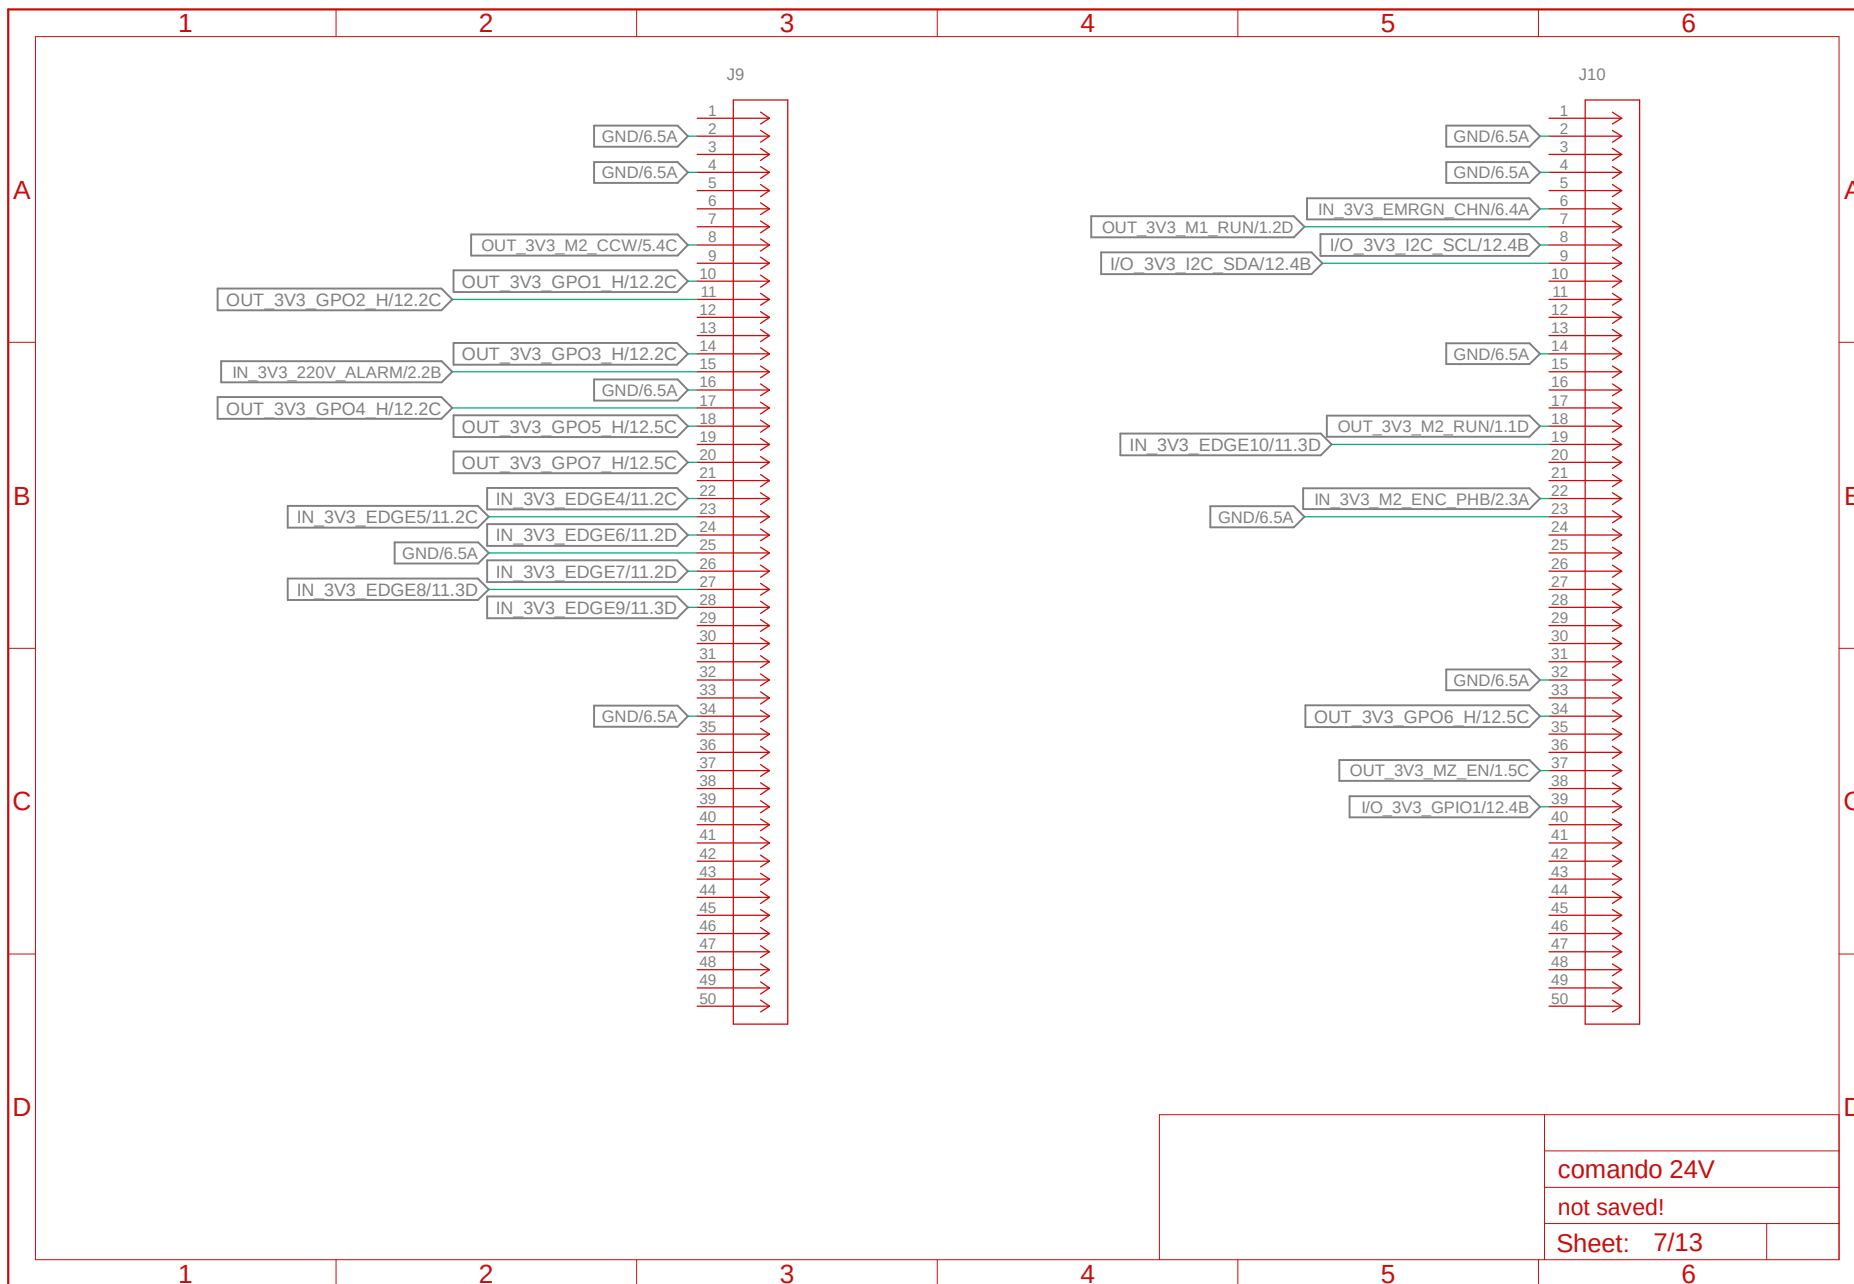 1 2 3 4 5 6
J9 J10
1 1
GND/6.5A 2 GND/6.5A 2
3 3
GND/6.5A 4 GND/6.5A 4
A 5 5 A
6 IN_3V3_EMRGN_CHN/6.4A 6
7 OUT_3V3_M1_RUN/1.2D 7
OUT_3V3_M2_CCW/5.4C 8 I/O_3V3_I2C_SCL/12.4B 8
9 I/O_3V3_I2C_SDA/12.4B 9
OUT_3V3_GPO1_H/12.2C 10 10
OUT_3V3_GPO2_H/12.2C 11 11
12 12
13 13
OUT_3V3_GPO3_H/12.2C 14 GND/6.5A 14
IN_3V3_220V_ALARM/2.2B 15 15
GND/6.5A 16 16
OUT_3V3_GPO4_H/12.2C 17 17
OUT_3V3_GPO5_H/12.5C 18 OUT_3V3_M2_RUN/1.1D 18
19 IN_3V3_EDGE10/11.3D 19
OUT_3V3_GPO7_H/12.5C 20 20
21 21
B IN_3V3_EDGE4/11.2C 22 IN_3V3_M2_ENC_PHB/2.3A 22 B
IN_3V3_EDGE5/11.2C 23 GND/6.5A 23
IN_3V3_EDGE6/11.2D 24 24
GND/6.5A 25 25
IN_3V3_EDGE7/11.2D 26 26
IN_3V3_EDGE8/11.3D 27 27
IN_3V3_EDGE9/11.3D 28 28
29 29
30 30
31 31
32 GND/6.5A 32
33 33
GND/6.5A 34 OUT_3V3_GPO6_H/12.5C 34
35 35
36 36
37 OUT_3V3_MZ_EN/1.5C 37
38 38
C 39 I/O_3V3_GPIO1/12.4B 39 C
40 40
41 41
42 42
43 43
44 44
45 45
46 46
47 47
48 48
49 49
50 50
D D
comando 24V
not saved!
Sheet: 7/13
1 2 3 4 5 6